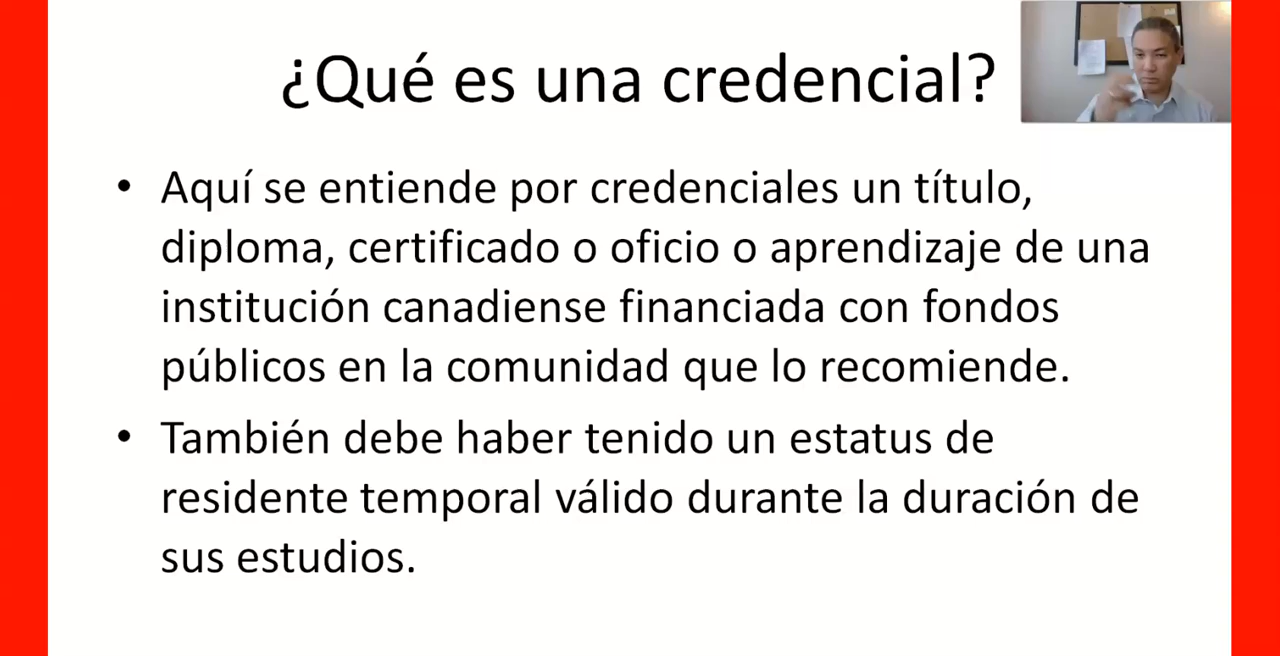 ¿Qué es una credencial?
• Aquí se entiende por credenciales un título,
diploma, certificado o oficio o aprendizaje de una
institución canadiense financiada con fondos
públicos en la comunidad que lo recomiende.
• También debe haber tenido un estatus de
residente temporal válido durante la duración de
sus estudios.